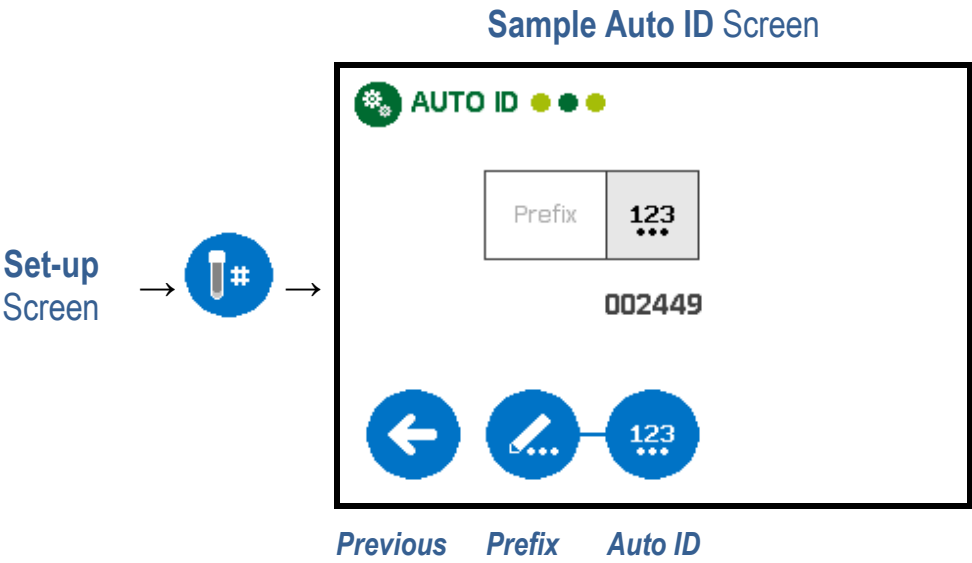 Sample Auto ID Screen
AUTO ID
Prefix 123
Set-up
Screen
→ # →
002449
123
Previous Prefix Auto ID